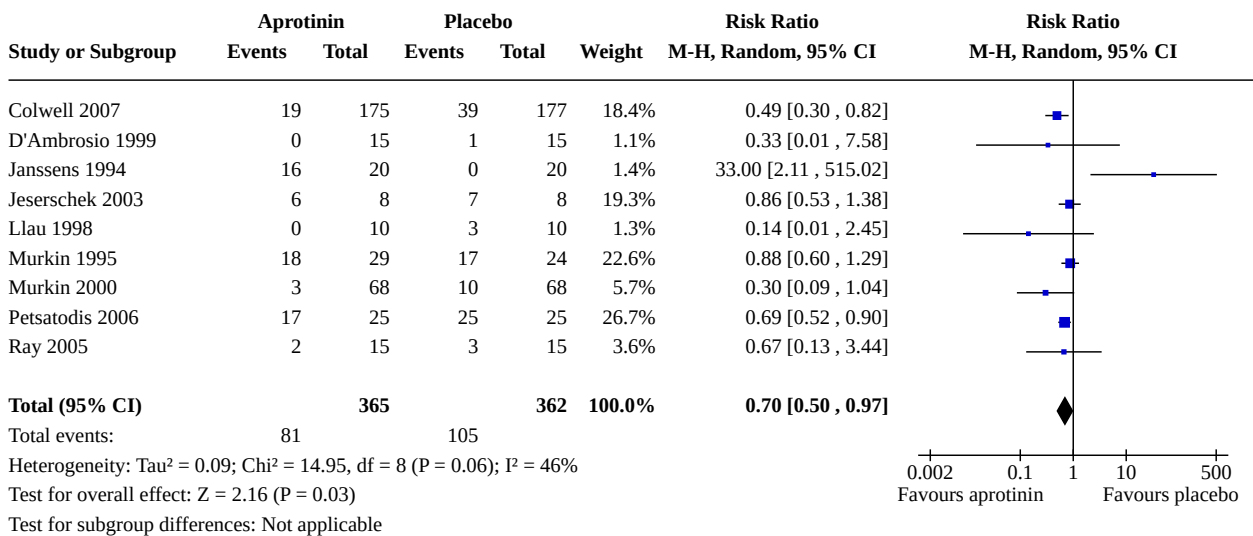 Aprotinin Placebo Risk Ratio Risk Ratio
Study or Subgroup Events Total Events Total Weight M-H, Random, 95% CI M-H, Random, 95% CI
Colwell 2007 19 175 39 177 18.4% 0.49 [0.30 , 0.82]
D'Ambrosio 1999 0 15 1 15 1.1% 0.33 [0.01 , 7.58]
Janssens 1994 16 20 0 20 1.4% 33.00 [2.11 , 515.02]
Jeserschek 2003 6 8 7 8 19.3% 0.86 [0.53 , 1.38]
Llau 1998 0 10 3 10 1.3% 0.14 [0.01 , 2.45]
Murkin 1995 18 29 17 24 22.6% 0.88 [0.60 , 1.29]
Murkin 2000 3 68 10 68 5.7% 0.30 [0.09 , 1.04]
Petsatodis 2006 17 25 25 25 26.7% 0.69 [0.52 , 0.90]
Ray 2005 2 15 3 15 3.6% 0.67 [0.13 , 3.44]
Total (95% CI) 365 362 100.0% 0.70 [0.50 , 0.97]
Total events: 81 105
Heterogeneity: Tau² = 0.09; Chi² = 14.95, df = 8 (P = 0.06); I² = 46%
0.002 0.1 1 10 500
Test for overall effect: Z = 2.16 (P = 0.03)
Favours aprotinin Favours placebo
Test for subgroup differences: Not applicable